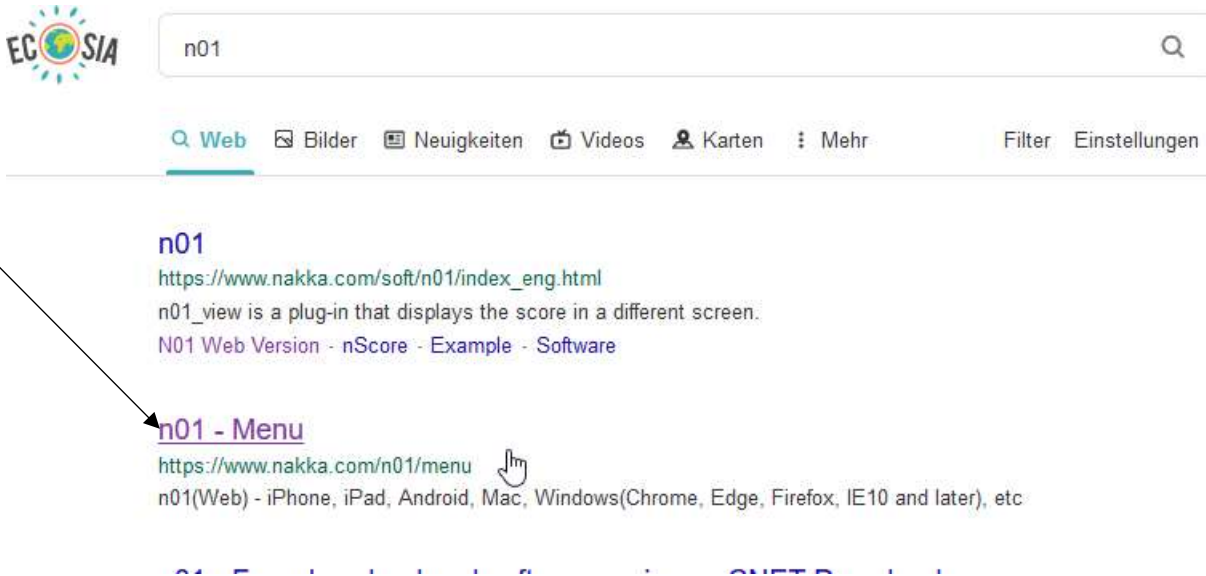 ECOSIA
n01
Web Bilder Neuigkeiten Videos Karten Mehr Filter Einstellungen
n01
https://www.nakka.com/soft/n01/index_eng.html
n01_view is a plug-in that displays the score in a different screen.
N01 Web Version - nScore - Example - Software
n01 - Menu
https://www.nakka.com/n01/menu
n01(Web) - iPhone, iPad, Android, Mac, Windows(Chrome, Edge, Firefox, IE10 and later), etc